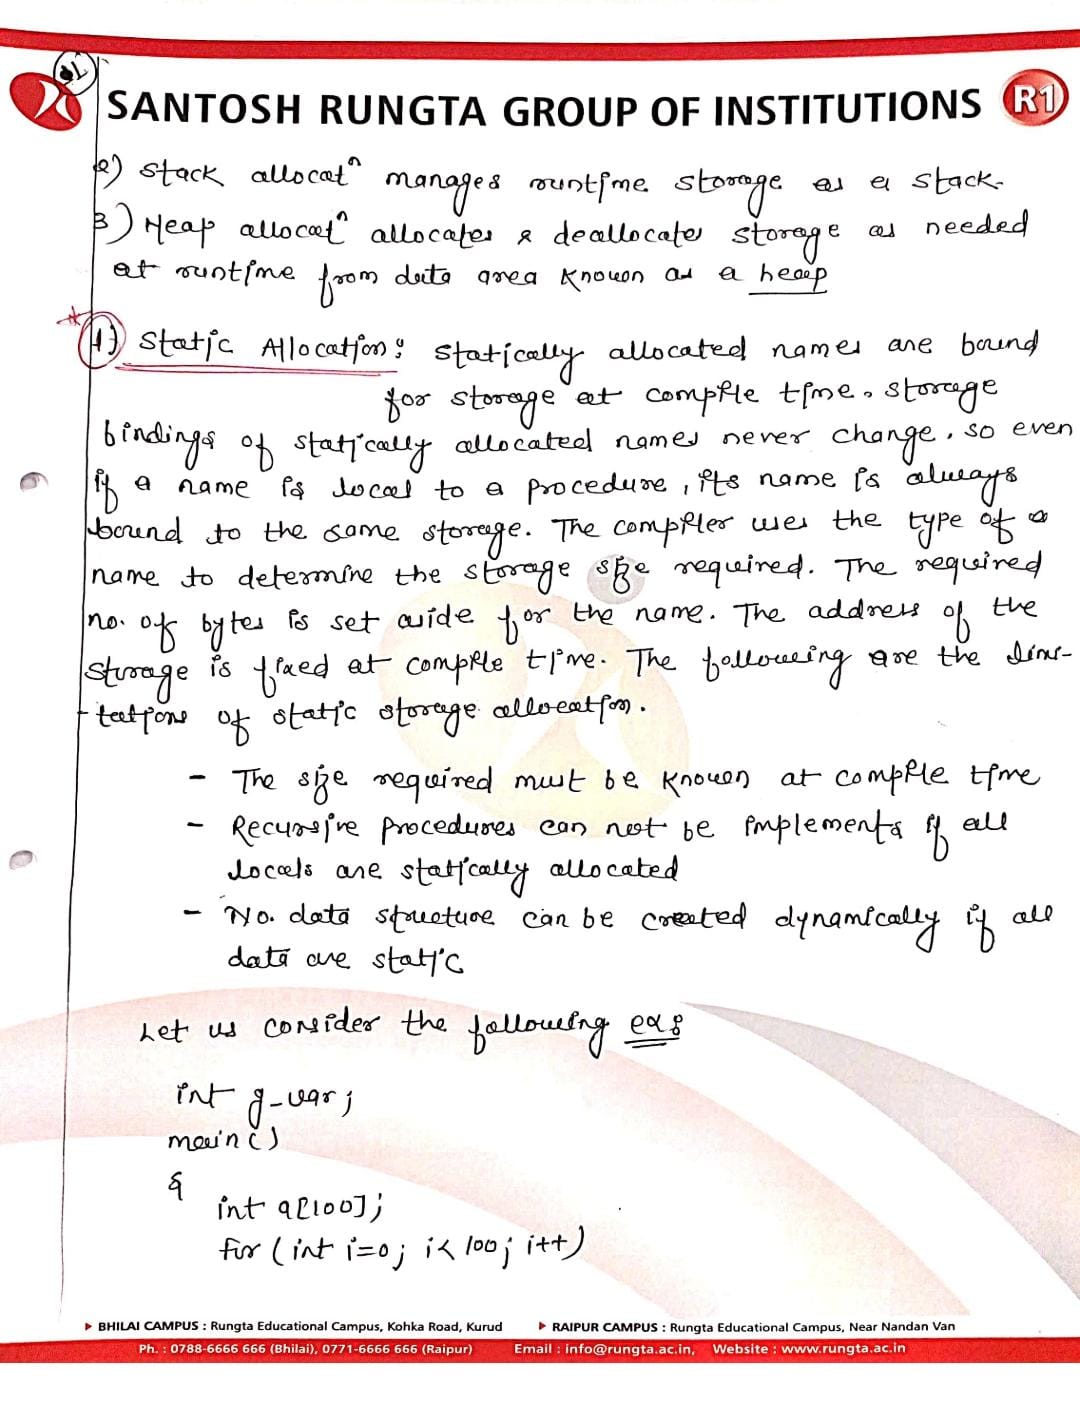 SANTOSH RUNGTA GROUP OF INSTITUTIONS R1
2) Stack allocatⁿ manages runtime storage as a stack.
3) Heap allocatⁿ allocates & deallocates storage as needed
at runtime from data area known as a heap
* 1) Static Allocation: Statically allocated names are bound
for storage at compile time. Storage
bindings of statically allocated names never change. so even
if a name is local to a procedure, its name is always
bound to the same storage. The compiler uses the type of a
name to determine the storage size required. The required
no. of bytes is set aside for the name. The address of the
storage is fixed at compile time. The following are the limi-
tations of static storage allocation.
- The size required must be known at compile time
- Recursive procedures can not be implements if all
locals are statically allocated
- No. data structure can be created dynamically if all
data are static
Let us consider the following ex:
int g_var;
main()
{
int a[100];
for (int i=0; i< 100; i++)
BHILAI CAMPUS : Rungta Educational Campus, Kohka Road, Kurud RAIPUR CAMPUS : Rungta Educational Campus, Near Nandan Van
Ph. : 0788-6666 666 (Bhilai), 0771-6666 666 (Raipur) Email : info@rungta.ac.in, Website : www.rungta.ac.in